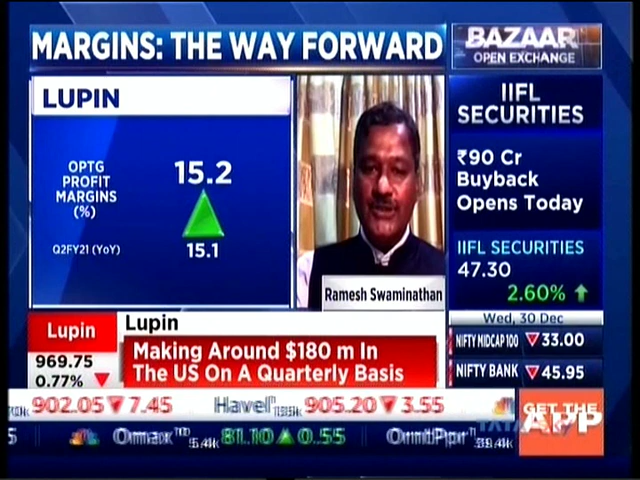 MARGINS: THE WAY FORWARD
BAZAAR
OPEN EXCHANGE
LUPIN
OPTG
PROFIT
MARGINS
(%)
15.2
Q2FY21 (YoY)
15.1
Ramesh Swaminathan
IIFL
SECURITIES
₹90 Cr
Buyback
Opens Today
IIFL SECURITIES
47.30
2.60%
Wed, 30 Dec
NIFTY MIDCAP 100 33.00
NIFTY BANK 45.95
Lupin
969.75
0.77%
Lupin
Making Around $180 m In
The US On A Quarterly Basis
902.05 7.45 905.20 3.55
81.10 0.55
GET THE
APP